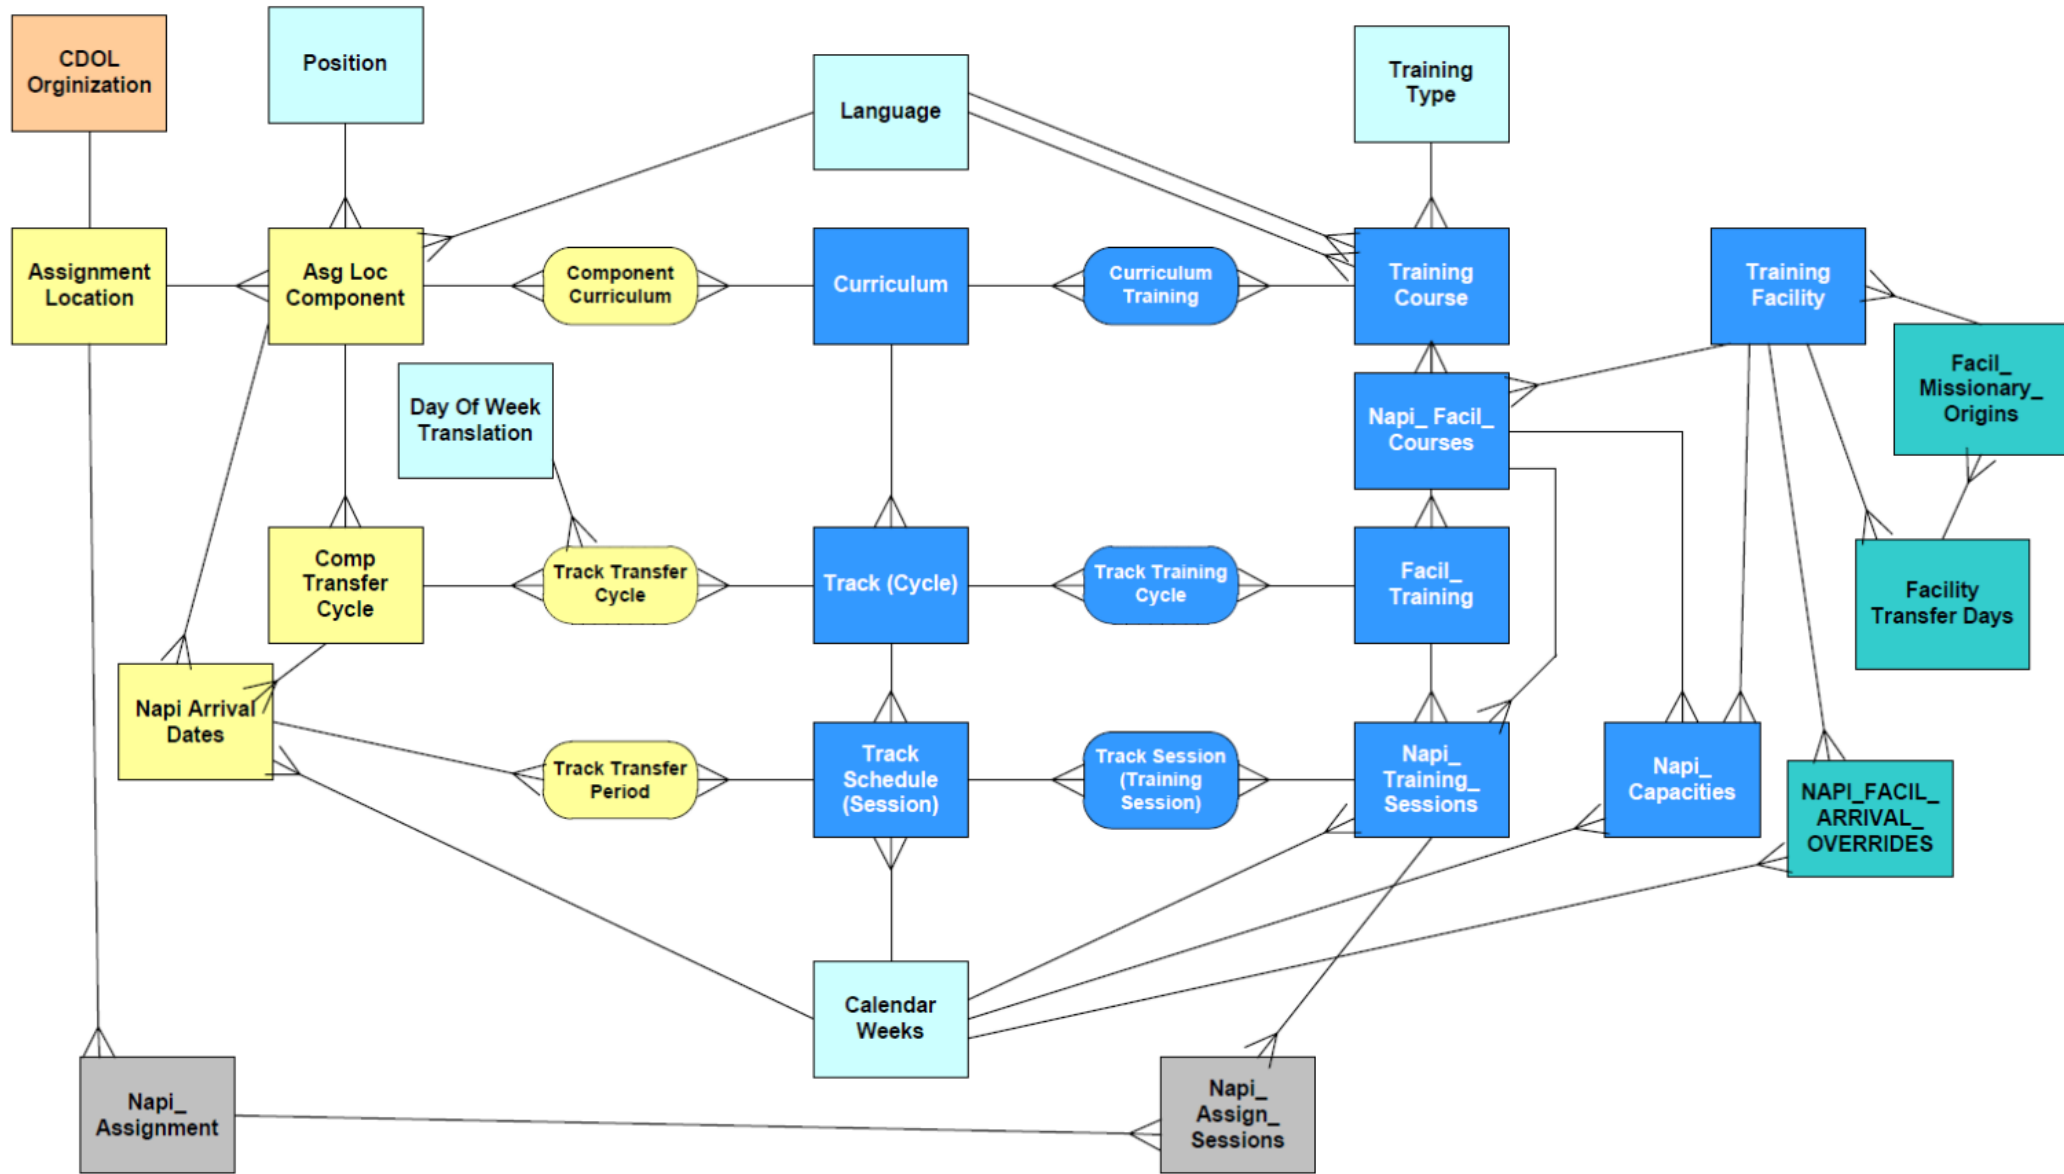 CDOL
Orginization
Position
Language
Training
Type
Assignment
Location
Asg Loc
Component
Component
Curriculum
Curriculum
Curriculum
Training
Training
Course
Training
Facility
Facil_
Missionary_
Origins
Day Of Week
Translation
Napi_ Facil_
Courses
Comp
Transfer
Cycle
Track Transfer
Cycle
Track (Cycle)
Track Training
Cycle
Facil_
Training
Facility
Transfer Days
Napi Arrival
Dates
Track Transfer
Period
Track
Schedule
(Session)
Track Session
(Training
Session)
Napi_
Training_
Sessions
Napi_
Capacities
NAPI_FACIL_
ARRIVAL_
OVERRIDES
Calendar
Weeks
Napi_
Assignment
Napi_
Assign_
Sessions